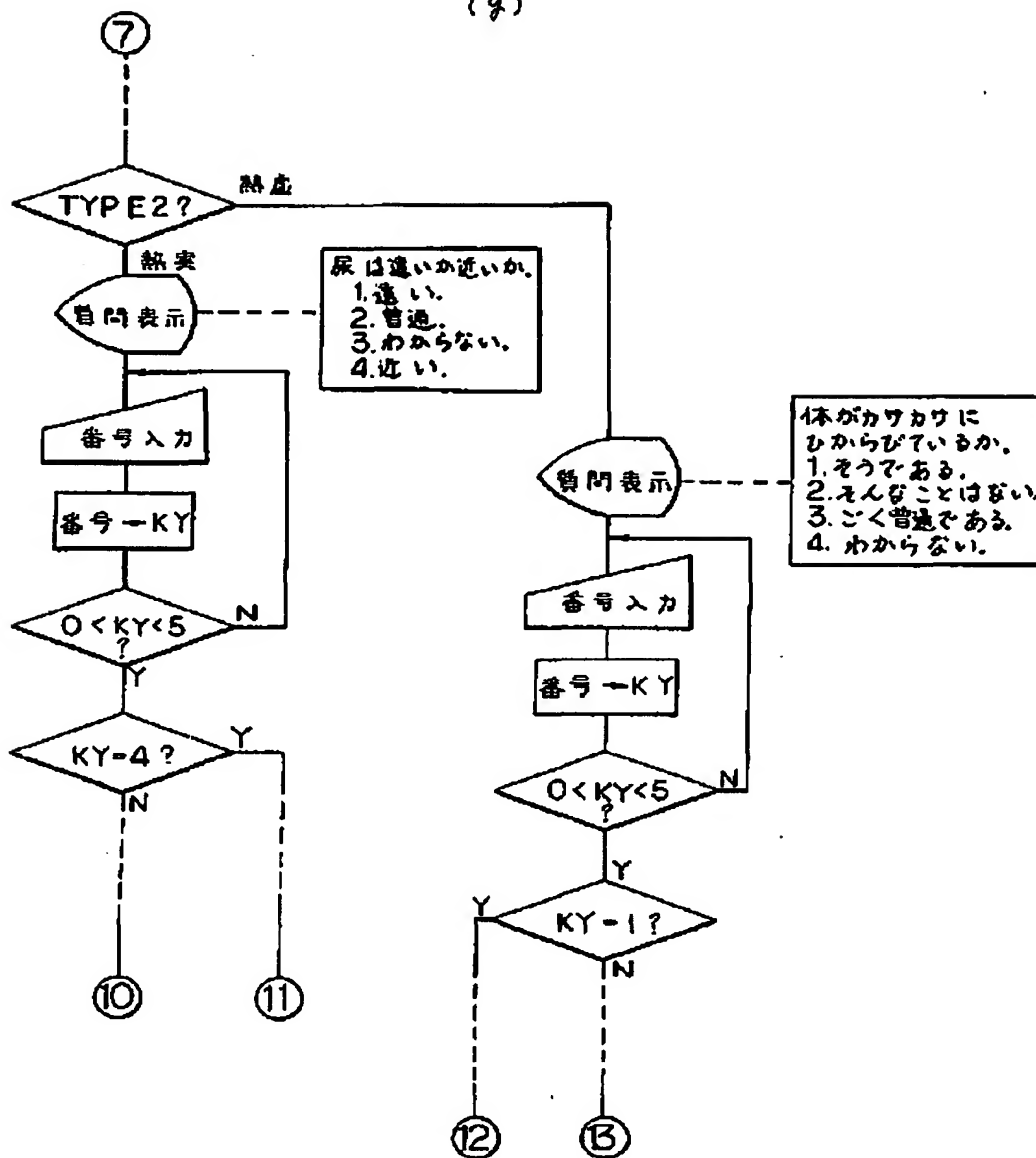 (g)
⑦
TYPE2?
熱虚
熱実
質問表示
尿は遠いか近いか。
1. 遠い.
2. 普通.
3. わからない.
4. 近い.
番号入力
番号→KY
0<KY<5
?
N
Y
KY=4?
Y
N
⑩
⑪
質問表示
体がカサカサに
ひからびているか.
1. そうである.
2. そんなことはない.
3. ごく普通である.
4. わからない.
番号入力
番号→KY
0<KY<5
?
N
Y
KY=1?
Y
N
⑫
⑬